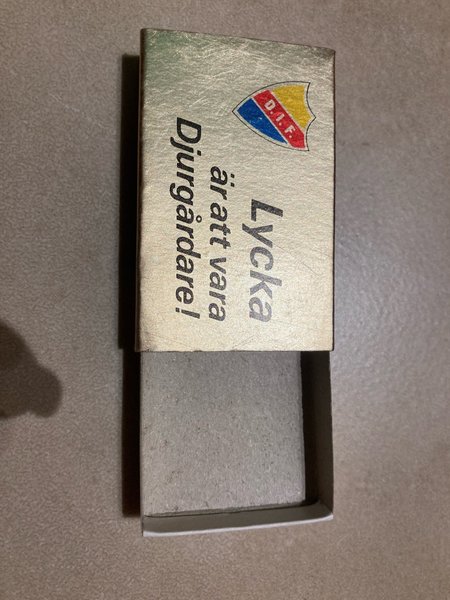 D.I.F.
Lycka
är att vara
Djurgårdare!